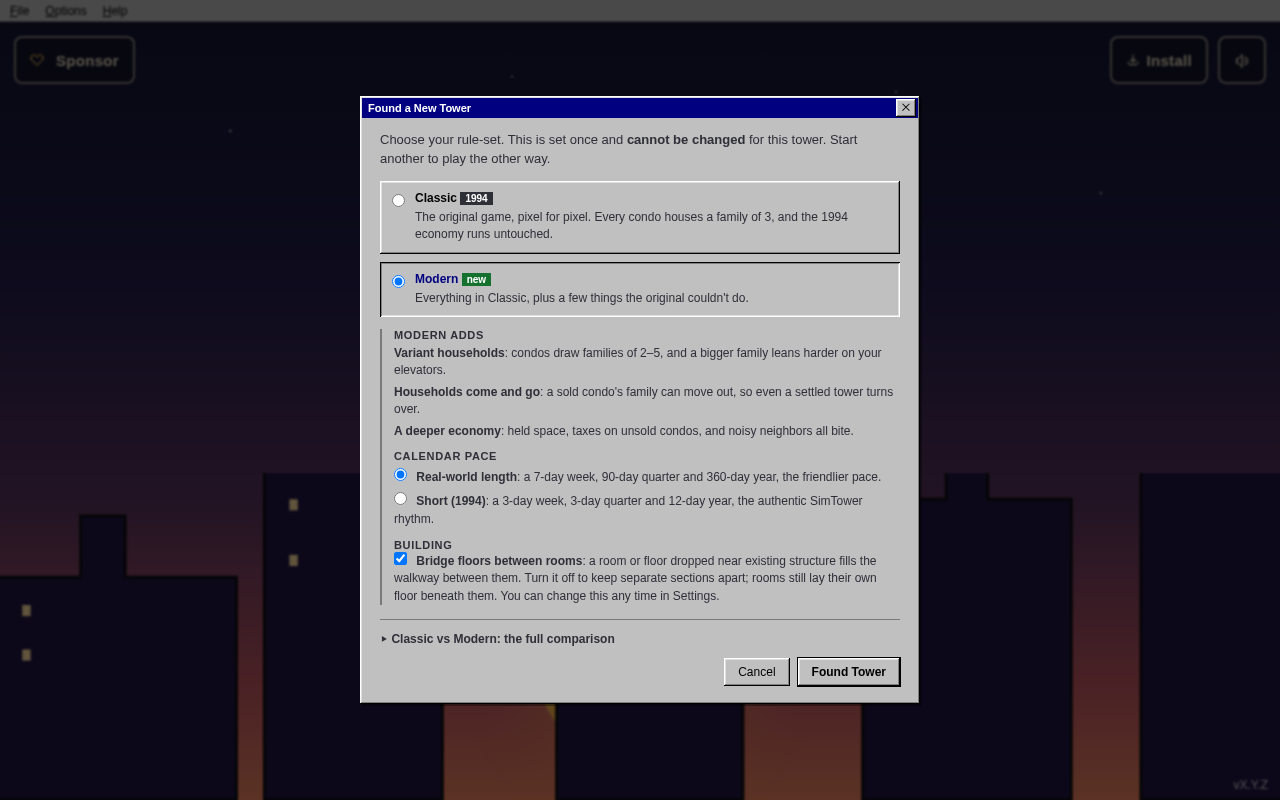 File Options Help
Sponsor
Install
Found a New Tower
Choose your rule-set. This is set once and cannot be changed for this tower. Start
another to play the other way.
Classic 1994
The original game, pixel for pixel. Every condo houses a family of 3, and the 1994
economy runs untouched.
Modern new
Everything in Classic, plus a few things the original couldn't do.
MODERN ADDS
Variant households: condos draw families of 2–5, and a bigger family leans harder on your
elevators.
Households come and go: a sold condo's family can move out, so even a settled tower turns
over.
A deeper economy: held space, taxes on unsold condos, and noisy neighbors all bite.
CALENDAR PACE
Real-world length: a 7-day week, 90-day quarter and 360-day year, the friendlier pace.
Short (1994): a 3-day week, 3-day quarter and 12-day year, the authentic SimTower
rhythm.
BUILDING
Bridge floors between rooms: a room or floor dropped near existing structure fills the
walkway between them. Turn it off to keep separate sections apart; rooms still lay their own
floor beneath them. You can change this any time in Settings.
Classic vs Modern: the full comparison
Cancel
Found Tower
vX.Y.Z